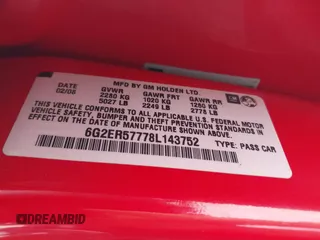 MFD BY GM HOLDEN LTD.
DATE GVWR GAWR FRT GAWR RR
02/08 2280 KG 1020 KG 1260 KG
5027 LB 2249 LB 2778 LB
THIS VEHICLE CONFORMS TO ALL APPLICABLE U.S. FEDERAL MOTOR
VEHICLE SAFETY, BUMPER, AND THEFT PREVENTION STANDARDS IN
EFFECT ON THE DATE OF MANUFACTURE SHOWN ABOVE.
6G2ER57778L143752 TYPE: PASS CAR
DREAMBID